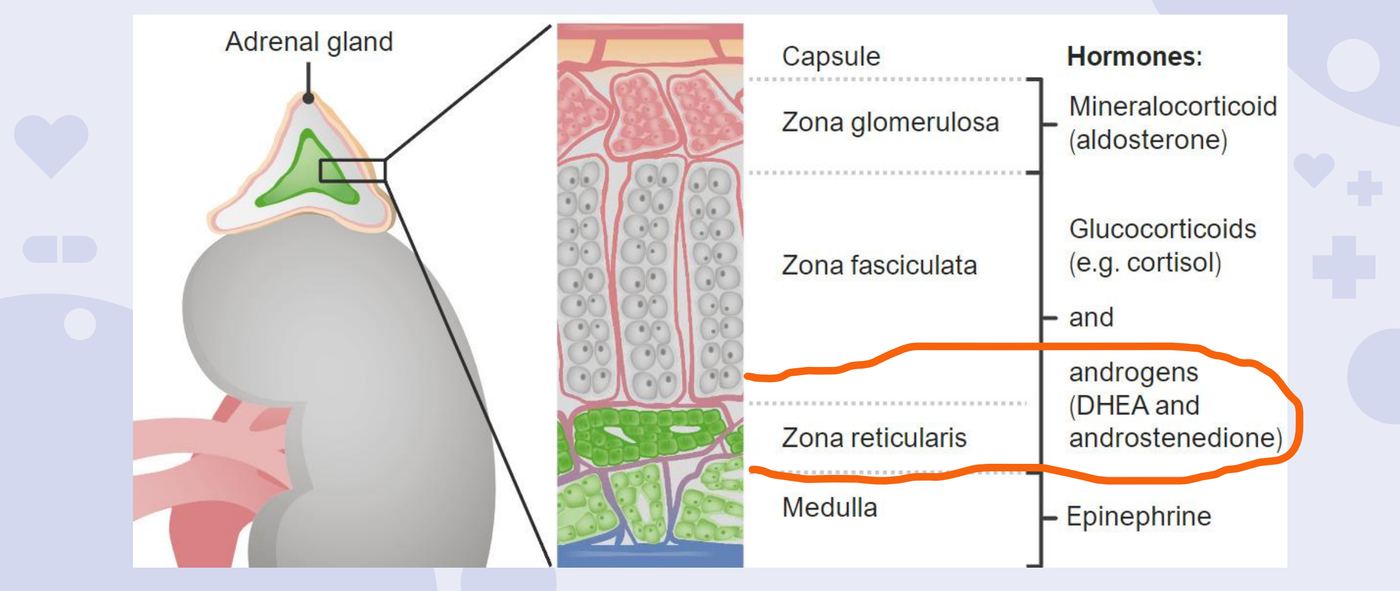 Adrenal gland
Capsule
Hormones:
Zona glomerulosa
Mineralocorticoid
(aldosterone)
Zona fasciculata
Glucocorticoids
(e.g. cortisol)
and
androgens
(DHEA and
androstenedione)
Zona reticularis
Medulla
Epinephrine